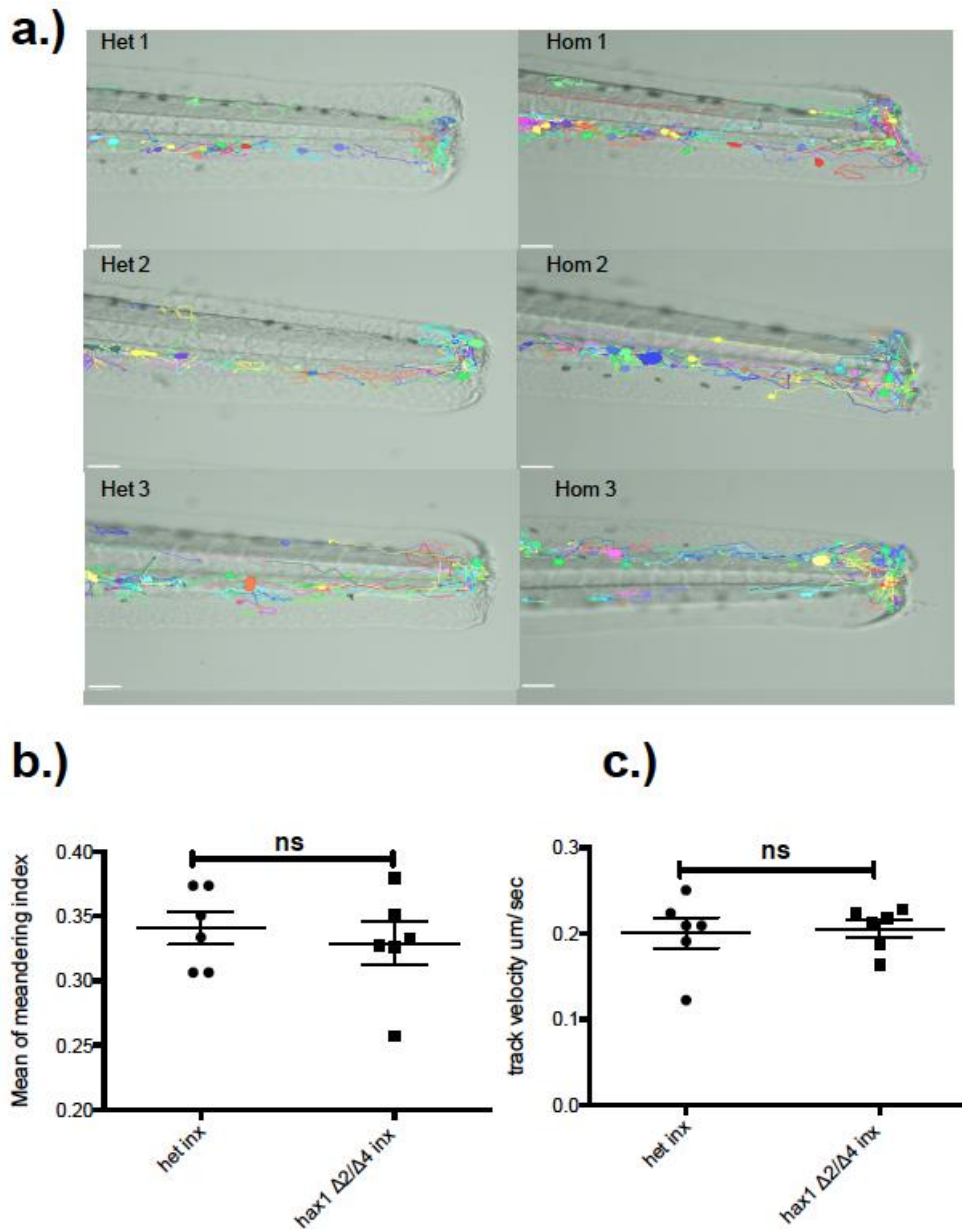 a.)
Het 1
Hom 1
Het 2
Hom 2
Het 3
Hom 3
b.)
ns
0.40
0.35
0.30
0.25
0.20
Mean of meandering index
het inx
hax1 Δ2/Δ4 inx
c.)
ns
0.3
0.2
0.1
0.0
track velocity um/sec
het inx
hax1 Δ2/Δ4 inx